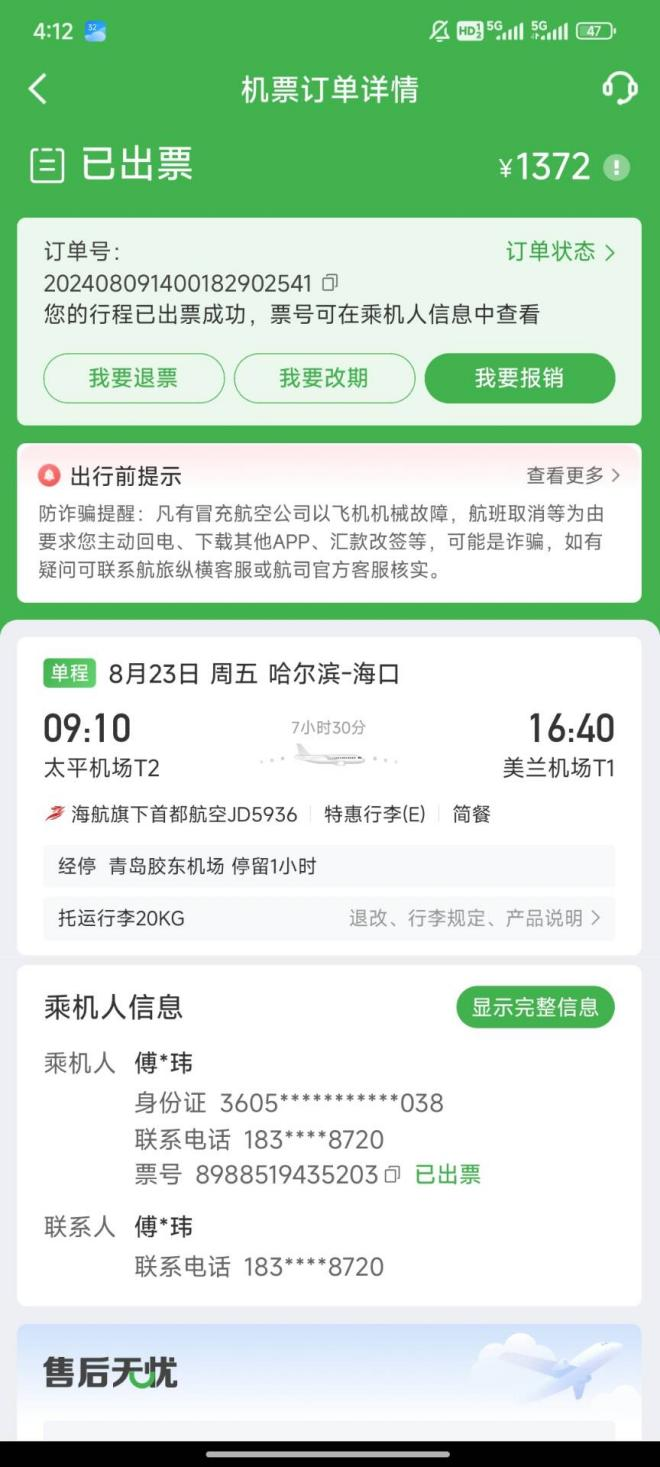 4:12 32 HD 1 2 5G 5G 47
机票订单详情
已出票 ¥1372
订单号：
订单状态
202408091400182902541
您的行程已出票成功，票号可在乘机人信息中查看
我要退票 我要改期 我要报销
出行前提示 查看更多
防诈骗提醒：凡有冒充航空公司以飞机机械故障，航班取消等为由
要求您主动回电、下载其他APP、汇款改签等，可能是诈骗，如有
疑问可联系航旅纵横客服或航司官方客服核实。
单程 8月23日 周五 哈尔滨-海口
09:10 7小时30分 16:40
太平机场T2 美兰机场T1
海航旗下首都航空JD5936 特惠行李(E) 简餐
经停 青岛胶东机场 停留1小时
托运行李20KG 退改、行李规定、产品说明
乘机人信息 显示完整信息
乘机人 傅*玮
身份证 3605***********038
联系电话 183****8720
票号 8988519435203 已出票
联系人 傅*玮
联系电话 183****8720
售后无忧